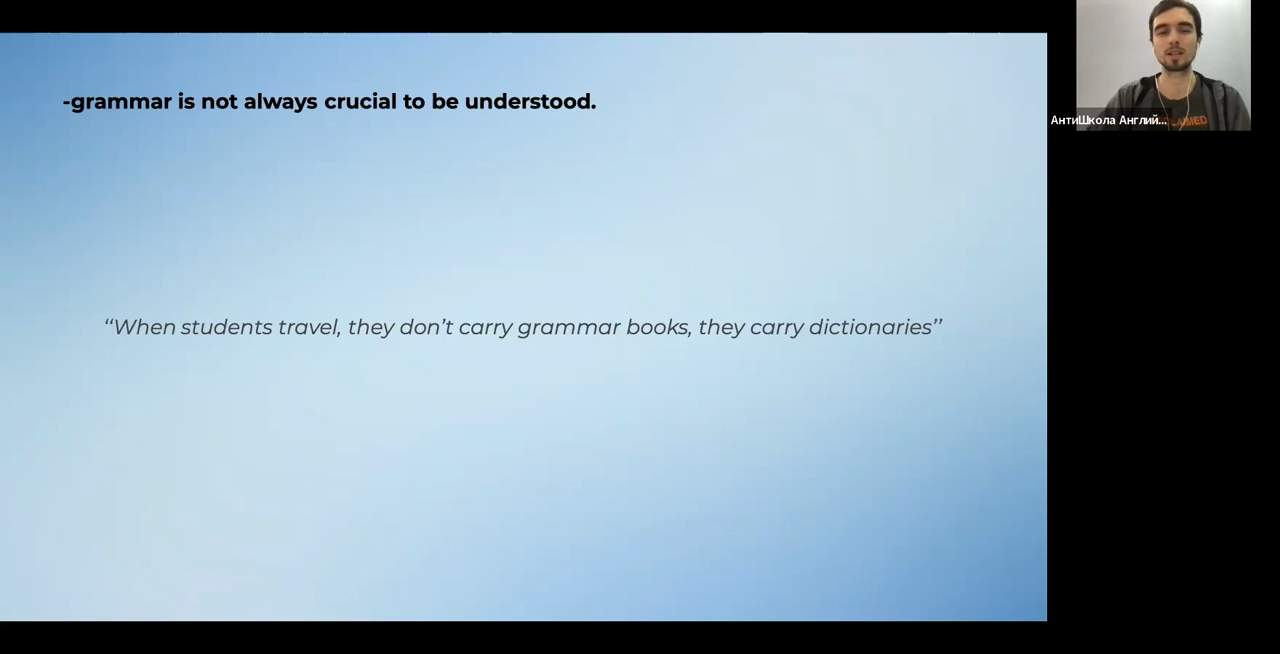 -grammar is not always crucial to be understood.
‘‘When students travel, they don’t carry grammar books, they carry dictionaries’’
АнтиШкола Англий...